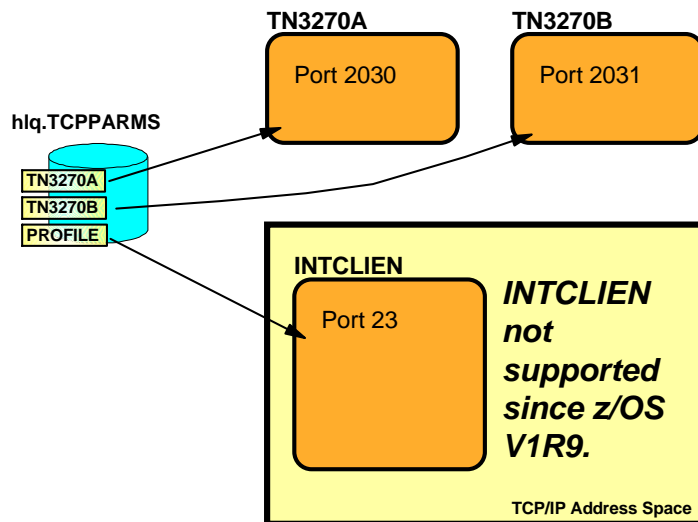 TN3270A
TN3270B
Port 2030
Port 2031
hlq.TCPPARMS
TN3270A
TN3270B
PROFILE
INTCLIEN
Port 23
INTCLIEN
not
supported
since z/OS
V1R9.
TCP/IP Address Space